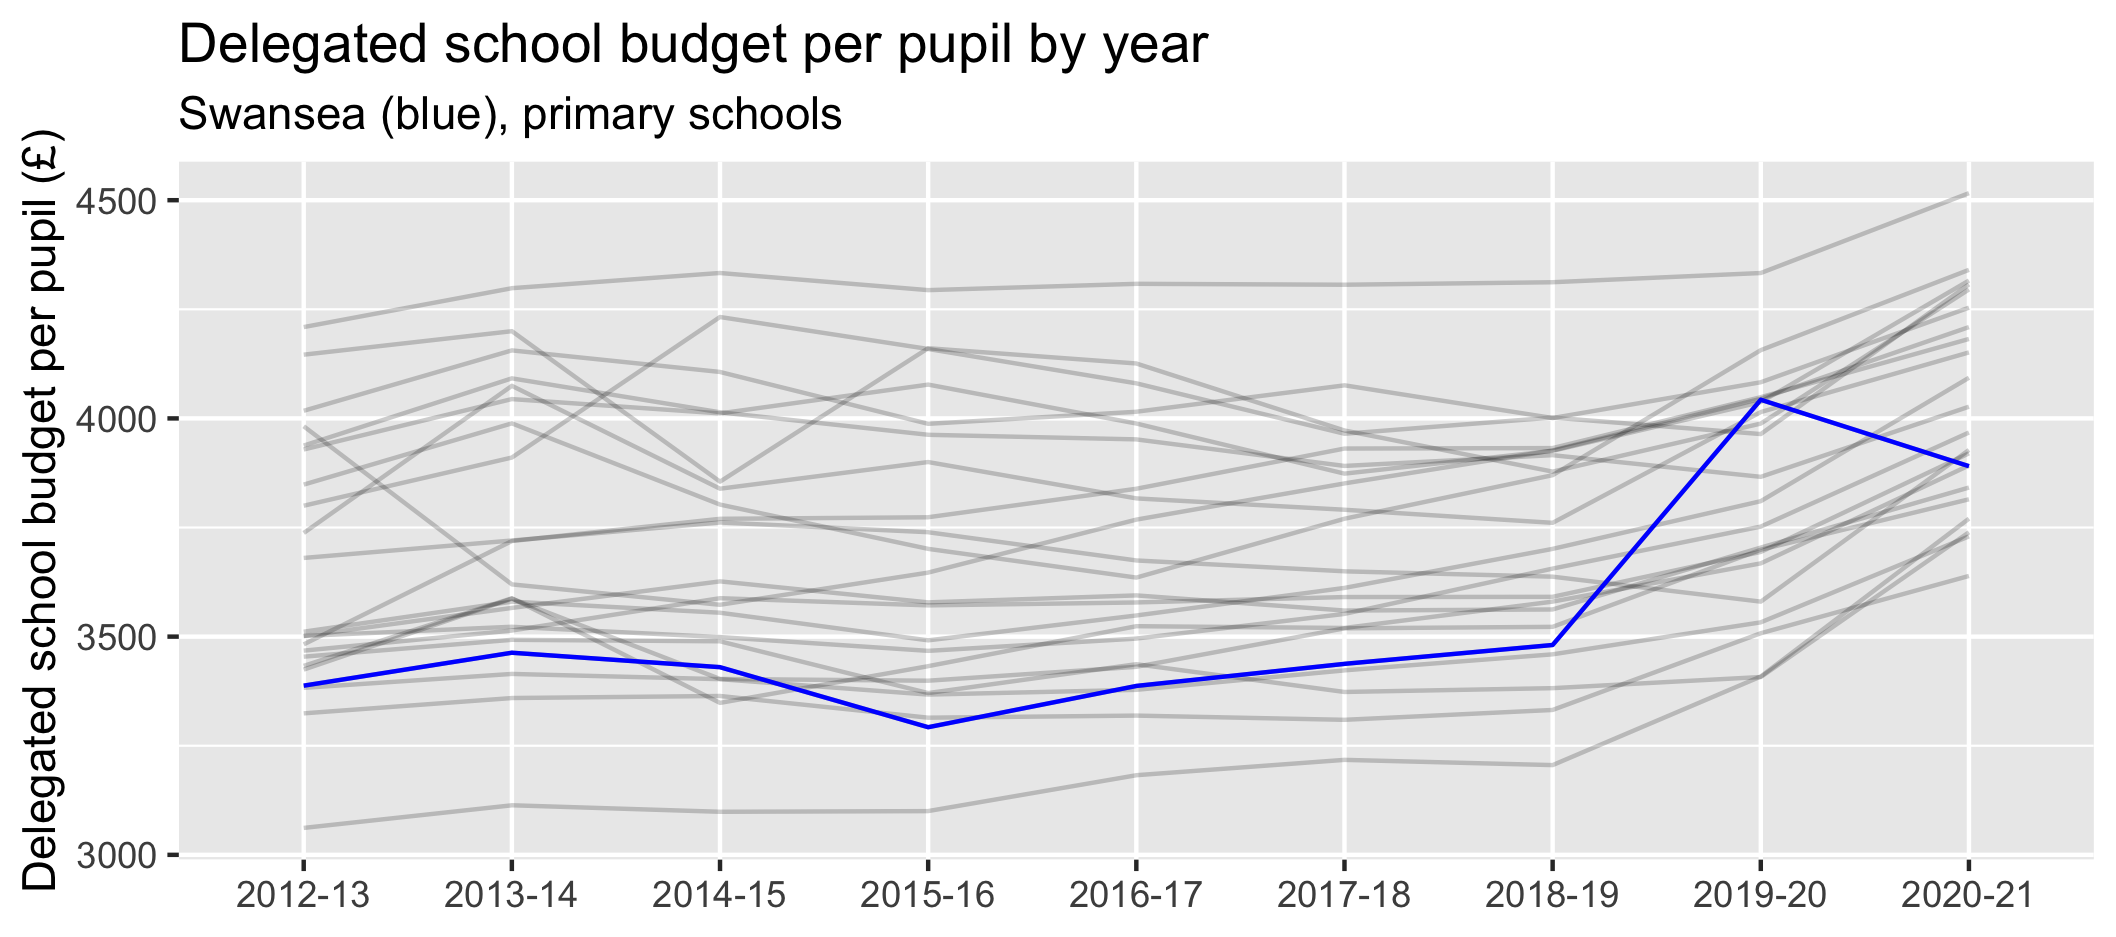 Delegated school budget per pupil by year
Swansea (blue), primary schools
Delegated school budget per pupil (£)
4500
4000
3500
3000
2012-13 2013-14 2014-15 2015-16 2016-17 2017-18 2018-19 2019-20 2020-21